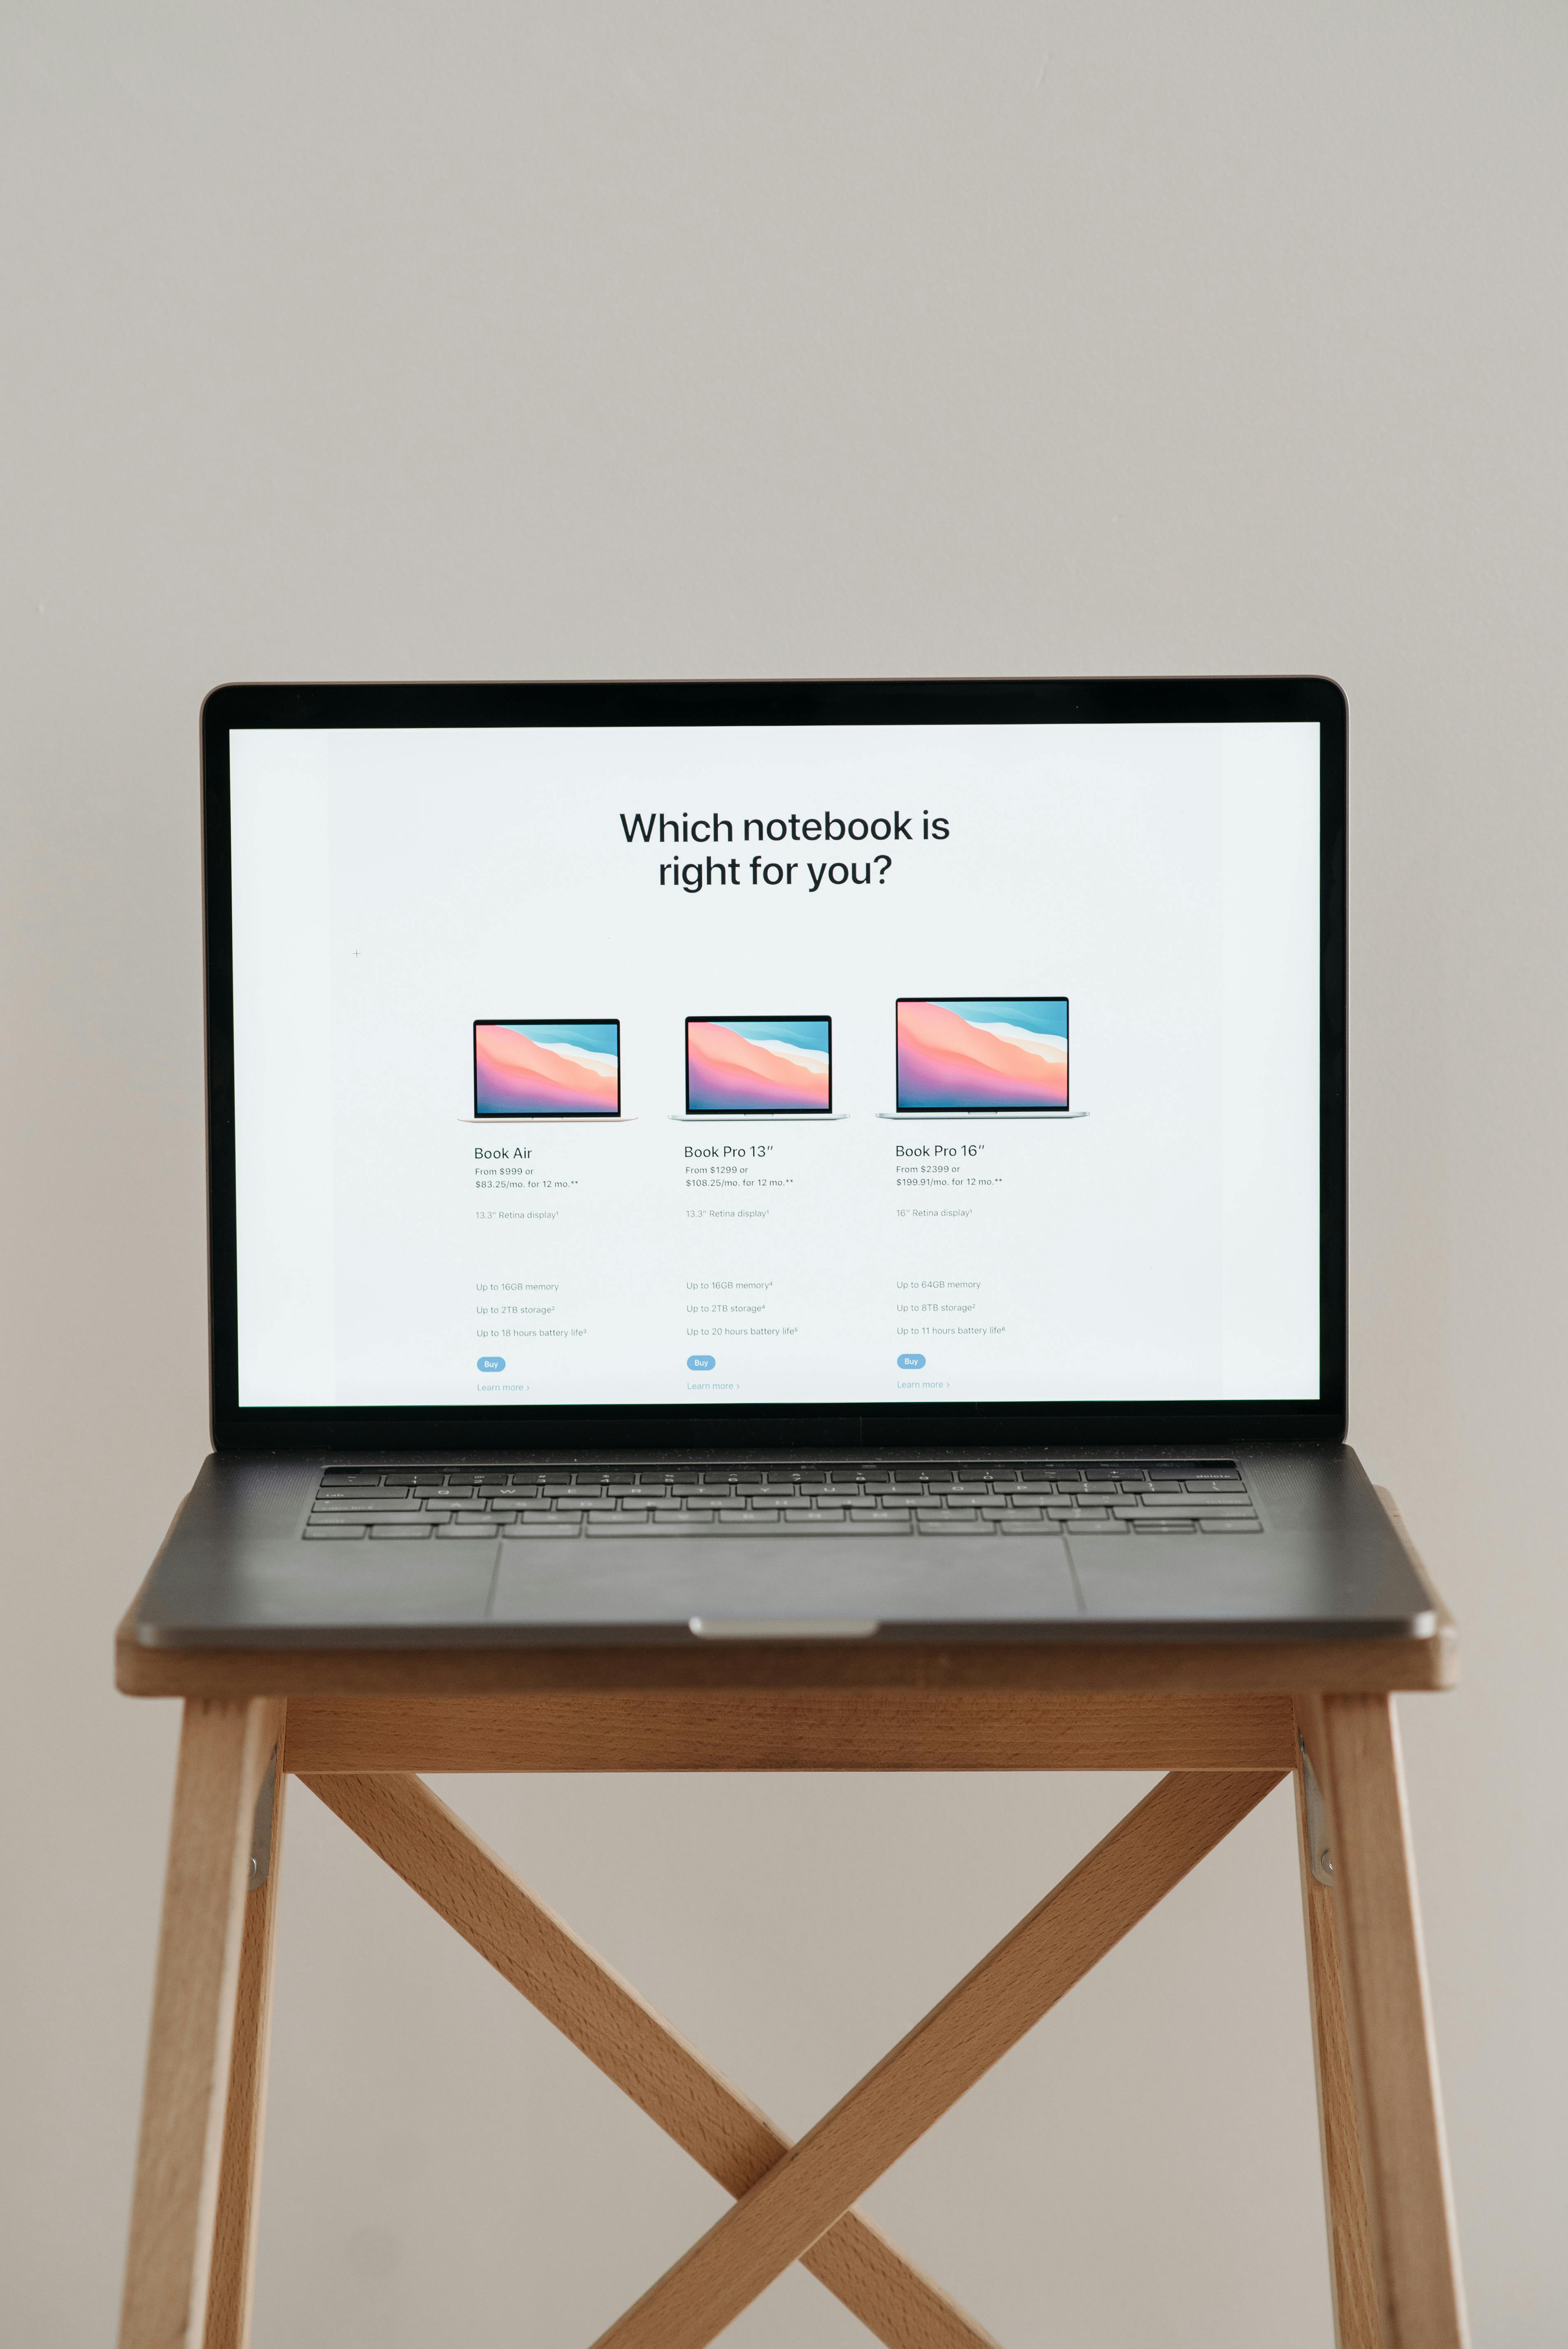 Which notebook is
right for you?
Book Air
From $999 or
$83.25/mo. for 12 mo.**
13.3" Retina display¹
Up to 16GB memory
Up to 2TB storage²
Up to 18 hours battery life³
Buy
Learn more ›
Book Pro 13″
From $1299 or
$108.25/mo. for 12 mo.**
13.3" Retina display¹
Up to 16GB memory⁴
Up to 2TB storage⁴
Up to 20 hours battery life⁵
Buy
Learn more ›
Book Pro 16″
From $2399 or
$199.91/mo. for 12 mo.**
16" Retina display¹
Up to 64GB memory
Up to 8TB storage²
Up to 11 hours battery life⁶
Buy
Learn more ›
delete
tab Q W E R T Y U I O P
A S D F G H J K L